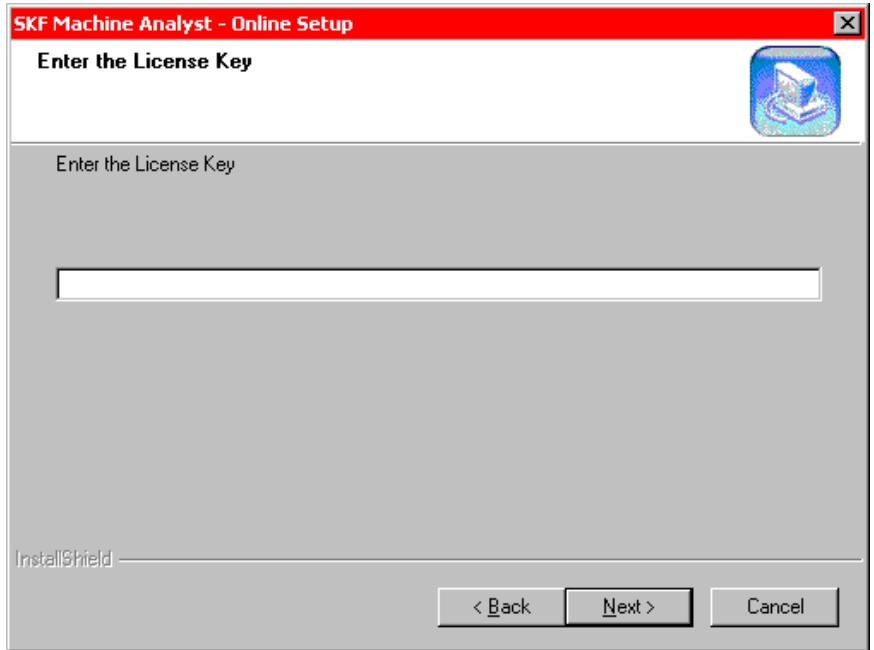 SKF Machine Analyst - Online Setup
Enter the License Key
Enter the License Key
InstallShield
< Back Next > Cancel